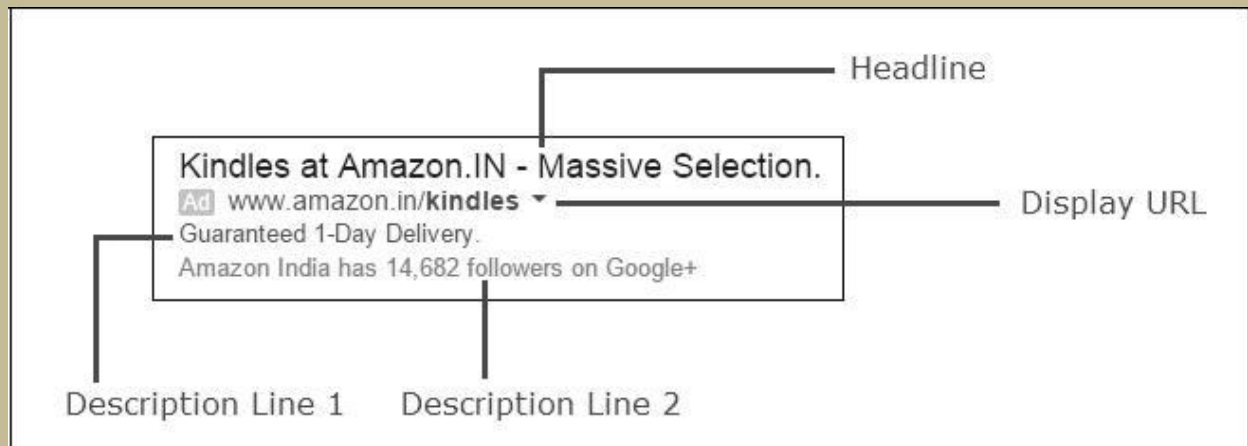 Headline
Kindles at Amazon.IN - Massive Selection.
Ad www.amazon.in/kindles
Display URL
Guaranteed 1-Day Delivery.
Amazon India has 14,682 followers on Google+
Description Line 1
Description Line 2